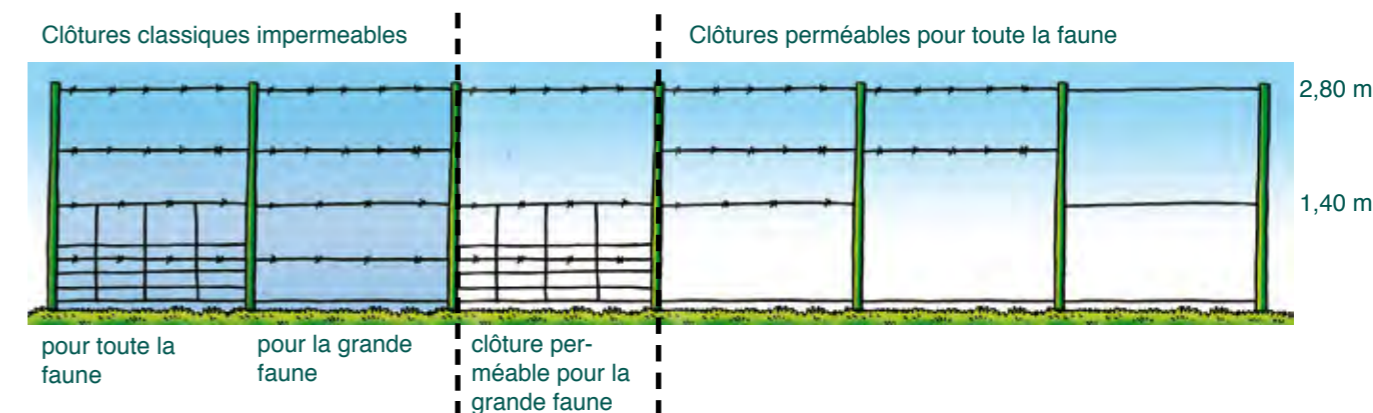 Clôtures classiques impermeables
Clôtures perméables pour toute la faune
2,80 m
1,40 m
pour toute la
faune
pour la grande
faune
clôture per-
méable pour la
grande faune